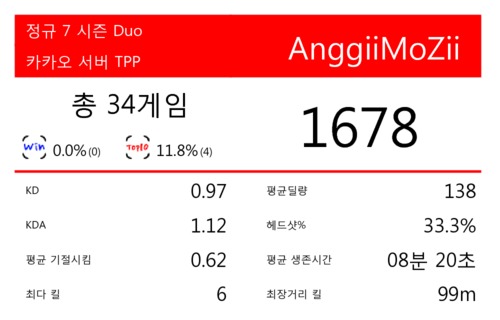 정규 7 시즌 Duo
카카오 서버 TPP
AnggiiMoZii
총 34게임
Win 0.0% (0)
TOP10 11.8% (4)
1678
KD 0.97
평균딜량 138
KDA 1.12
헤드샷% 33.3%
평균 기절시킴 0.62
평균 생존시간 08분 20초
최다 킬 6
최장거리 킬 99m